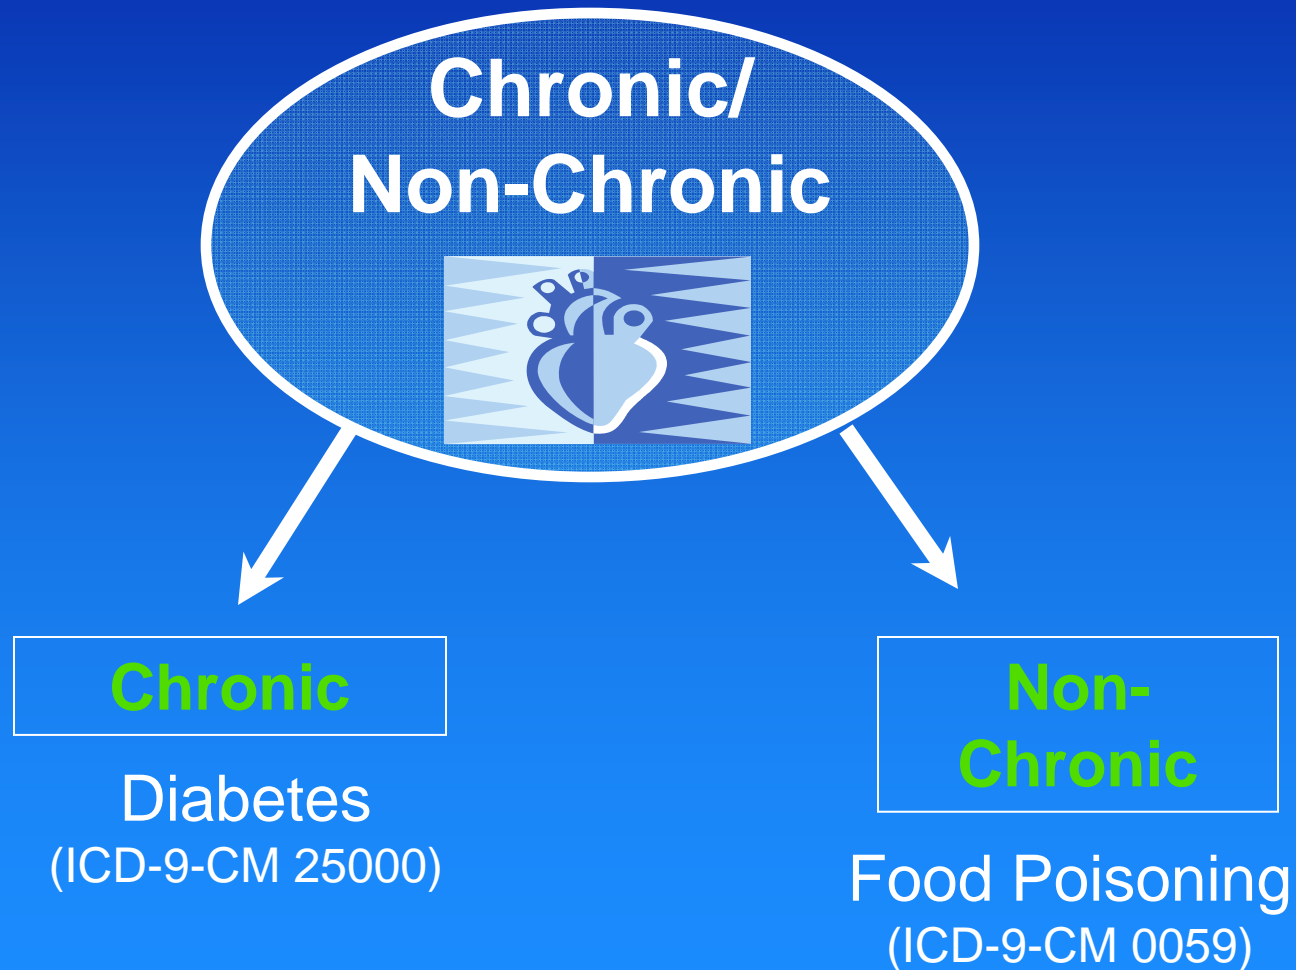 Chronic/
Non-Chronic
Chronic
Diabetes
(ICD-9-CM 25000)
Non-
Chronic
Food Poisoning
(ICD-9-CM 0059)